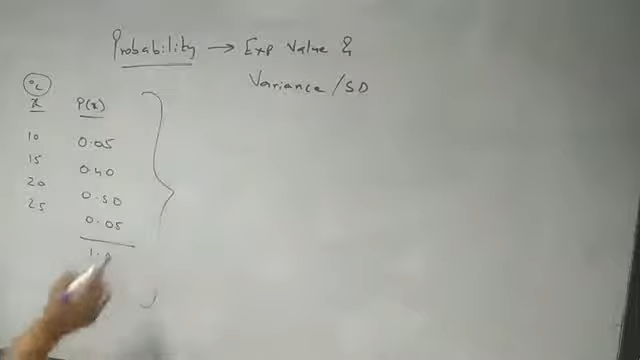 Probability → Exp Value &
Variance / SD
°c
x P(x)
10 0.05
15 0.40
20 0.50
25 0.05